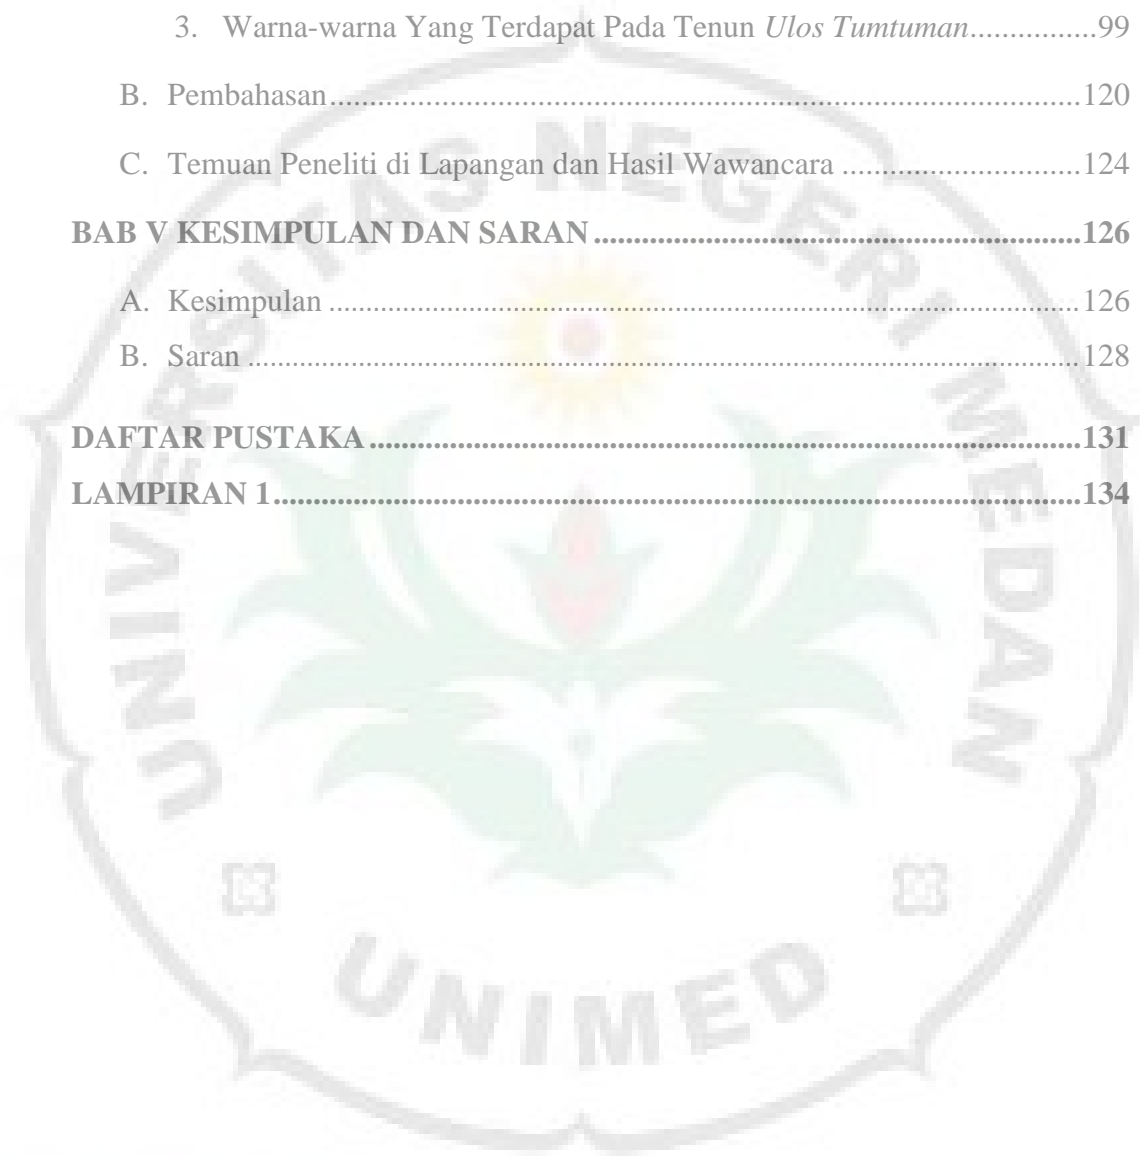 3. Warna-warna Yang Terdapat Pada Tenun Ulos Tumtuman................99
B. Pembahasan..............................................................................................120
C. Temuan Peneliti di Lapangan dan Hasil Wawancara ..............................124
BAB V KESIMPULAN DAN SARAN.............................................................126
A. Kesimpulan ..............................................................................................126
B. Saran ........................................................................................................128
DAFTAR PUSTAKA.........................................................................................131
LAMPIRAN 1.....................................................................................................134
UNIVERSITAS NEGERI MEDAN
UNIMED